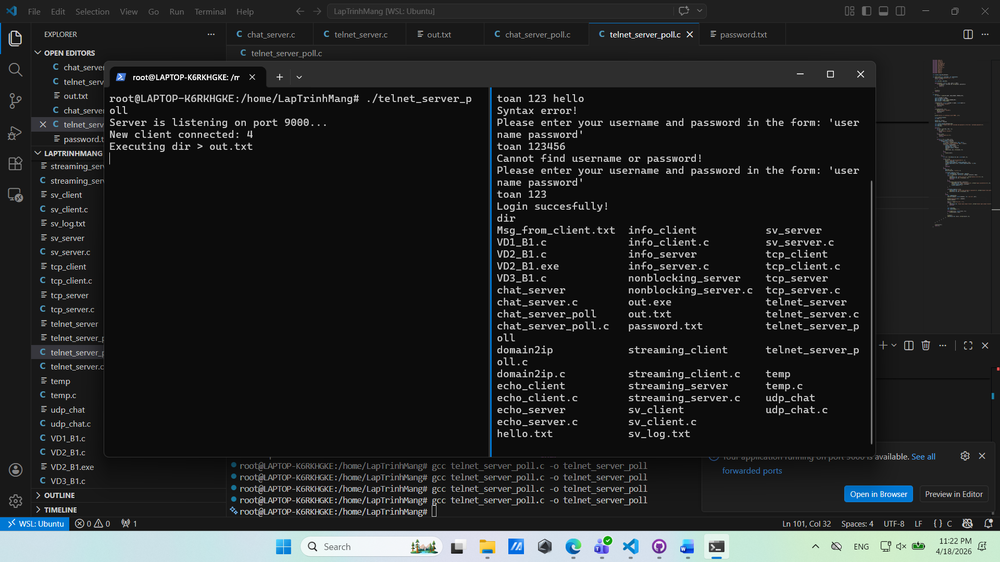 File Edit Selection View Go Run Terminal Help
LapTrinhMang [WSL: Ubuntu]
EXPLORER
chat_server.c
telnet_server.c
out.txt
chat_server_poll.c
telnet_server_poll.c
password.txt
OPEN EDITORS
telnet_server_poll.c
chat_server
telnet_serv
out.txt
chat_server
telnet_serv
password.t
LAPTRINHMANG
streaming_serv
streaming_serv
sv_client
sv_client.c
sv_log.txt
sv_server
sv_server.c
tcp_client
tcp_client.c
tcp_server
tcp_server.c
telnet_server
telnet_server_p
telnet_server_p
telnet_server.c
temp
temp.c
udp_chat
udp_chat.c
VD1_B1.c
VD2_B1.c
VD2_B1.exe
VD3_B1.c
OUTLINE
TIMELINE
root@LAPTOP-K6RKHGKE: /m
root@LAPTOP-K6RKHGKE:/home/LapTrinhMang# ./telnet_server_p
oll
Server is listening on port 9000...
New client connected: 4
Executing dir > out.txt
toan 123 hello
Syntax error!
Please enter your username and password in the form: 'user
name password'
toan 123456
Cannot find username or password!
Please enter your username and password in the form: 'user
name password'
toan 123
Login succesfully!
dir
Msg_from_client.txt info_client sv_server
VD1_B1.c info_client.c sv_server.c
VD2_B1.c info_server tcp_client
VD2_B1.exe info_server.c tcp_client.c
VD3_B1.c nonblocking_server tcp_server
chat_server nonblocking_server.c tcp_server.c
chat_server.c out.exe telnet_server
chat_server_poll out.txt telnet_server.c
chat_server_poll.c password.txt telnet_server_p
oll
domain2ip streaming_client telnet_server_p
oll.c
domain2ip.c streaming_client.c temp
echo_client streaming_server temp.c
echo_client.c streaming_server.c udp_chat
echo_server sv_client udp_chat.c
echo_server.c sv_client.c
hello.txt sv_log.txt
root@LAPTOP-K6RKHGKE:/home/LapTrinhMang# gcc telnet_server_poll.c -o telnet_server_poll
root@LAPTOP-K6RKHGKE:/home/LapTrinhMang# gcc telnet_server_poll.c -o telnet_server_poll
root@LAPTOP-K6RKHGKE:/home/LapTrinhMang# gcc telnet_server_poll.c -o telnet_server_poll
root@LAPTOP-K6RKHGKE:/home/LapTrinhMang# gcc telnet_server_poll.c -o telnet_server_poll
root@LAPTOP-K6RKHGKE:/home/LapTrinhMang#
Your application running on port 9000 is available. See all
forwarded ports
Open in Browser
Preview in Editor
WSL: Ubuntu 0 0 1
Ln 101, Col 32 Spaces: 4 UTF-8 LF { } C
Search
ENG
11:22 PM
4/18/2026